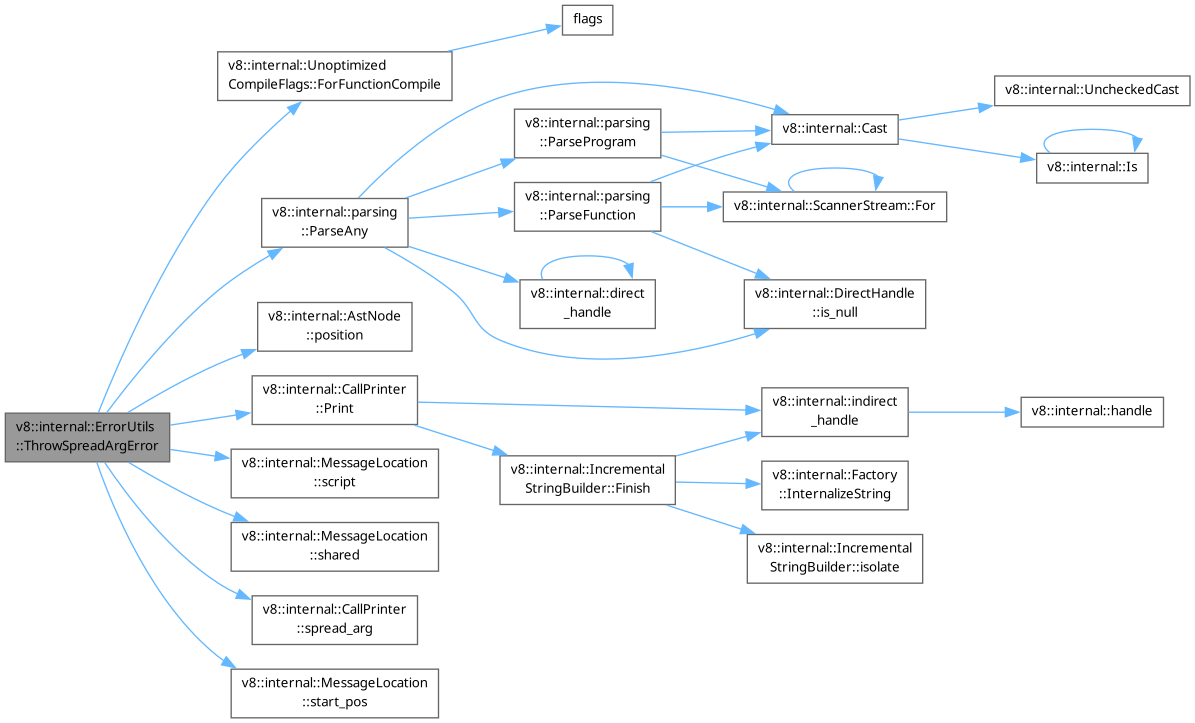 flags
v8::internal::Unoptimized
CompileFlags::ForFunctionCompile
v8::internal::UncheckedCast
v8::internal::parsing
::ParseProgram
v8::internal::Cast
v8::internal::Is
v8::internal::parsing
::ParseFunction
v8::internal::ScannerStream::For
v8::internal::parsing
::ParseAny
v8::internal::direct
_handle
v8::internal::DirectHandle
::is_null
v8::internal::AstNode
::position
v8::internal::CallPrinter
::Print
v8::internal::indirect
_handle
v8::internal::handle
v8::internal::ErrorUtils
::ThrowSpreadArgError
v8::internal::MessageLocation
::script
v8::internal::Incremental
StringBuilder::Finish
v8::internal::Factory
::InternalizeString
v8::internal::MessageLocation
::shared
v8::internal::Incremental
StringBuilder::isolate
v8::internal::CallPrinter
::spread_arg
v8::internal::MessageLocation
::start_pos